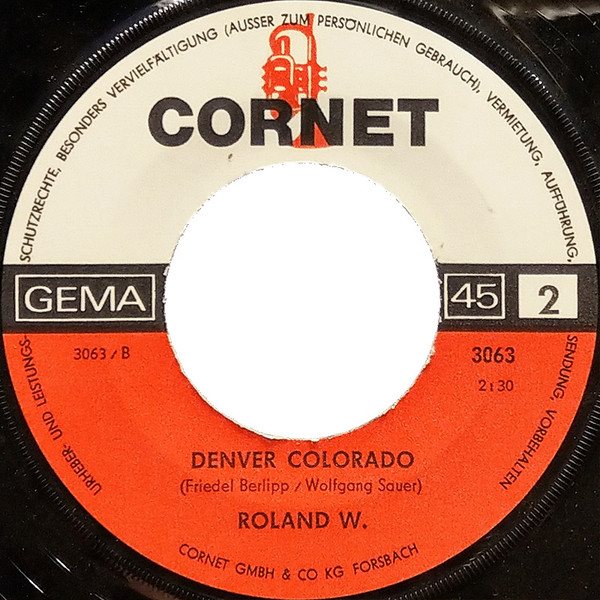 URHEBER- UND LEISTUNGS-SCHUTZRECHTE, BESONDERS VERVIELFÄLTIGUNG (AUSSER ZUM PERSÖNLICHEN GEBRAUCH), VERMIETUNG, AUFFÜHRUNG, SENDUNG, VORBEHALTEN
CORNET
GEMA 45 2
3063 / B 3063
2:30
DENVER COLORADO
(Friedel Berlipp / Wolfgang Sauer)
ROLAND W.
CORNET GMBH & CO KG FORSBACH